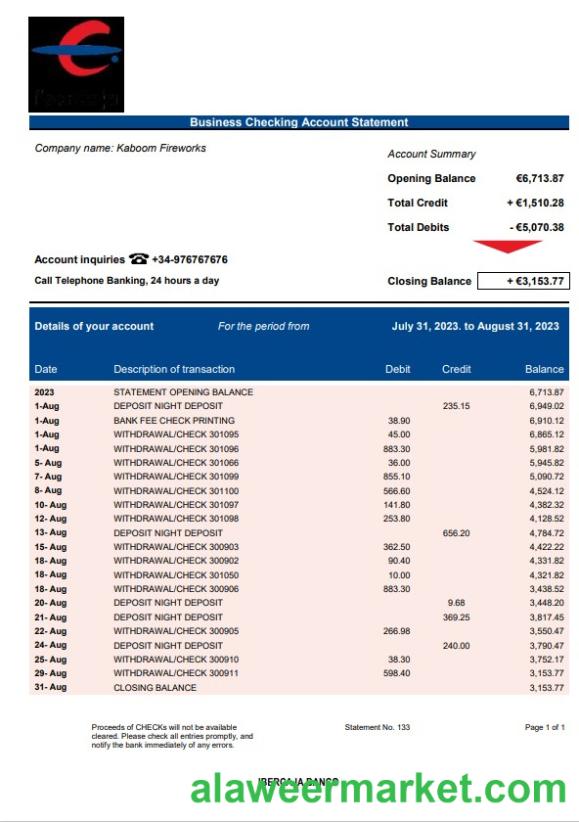 Business Checking Account Statement
Company name: Kaboom Fireworks
Account Summary
Opening Balance €6,713.87
Total Credit + €1,510.28
Total Debits - €5,070.38
Account inquiries ☎ +34-976767676
Call Telephone Banking, 24 hours a day
Closing Balance + €3,153.77
Details of your account For the period from July 31, 2023. to August 31, 2023
Date Description of transaction Debit Credit Balance
2023 STATEMENT OPENING BALANCE 6,713.87
1-Aug DEPOSIT NIGHT DEPOSIT 235.15 6,949.02
1-Aug BANK FEE CHECK PRINTING 38.90 6,910.12
1-Aug WITHDRAWAL/CHECK 301095 45.00 6,865.12
1-Aug WITHDRAWAL/CHECK 301096 883.30 5,981.82
5- Aug WITHDRAWAL/CHECK 301066 36.00 5,945.82
7- Aug WITHDRAWAL/CHECK 301099 855.10 5,090.72
8- Aug WITHDRAWAL/CHECK 301100 566.60 4,524.12
10- Aug WITHDRAWAL/CHECK 301097 141.80 4,382.32
12- Aug WITHDRAWAL/CHECK 301098 253.80 4,128.52
13- Aug DEPOSIT NIGHT DEPOSIT 656.20 4,784.72
15- Aug WITHDRAWAL/CHECK 300903 362.50 4,422.22
18- Aug WITHDRAWAL/CHECK 300902 90.40 4,331.82
18- Aug WITHDRAWAL/CHECK 301050 10.00 4,321.82
18- Aug WITHDRAWAL/CHECK 300906 883.30 3,438.52
20- Aug DEPOSIT NIGHT DEPOSIT 9.68 3,448.20
21- Aug DEPOSIT NIGHT DEPOSIT 369.25 3,817.45
22- Aug WITHDRAWAL/CHECK 300905 266.98 3,550.47
24- Aug DEPOSIT NIGHT DEPOSIT 240.00 3,790.47
25- Aug WITHDRAWAL/CHECK 300910 38.30 3,752.17
29- Aug WITHDRAWAL/CHECK 300911 598.40 3,153.77
31- Aug CLOSING BALANCE 3,153.77
Proceeds of CHECKs will not be available Statement No. 133 Page 1 of 1
cleared. Please check all entries promptly, and
notify the bank immediately of any errors.
IBERCAJA BANCO
alaweermarket.com